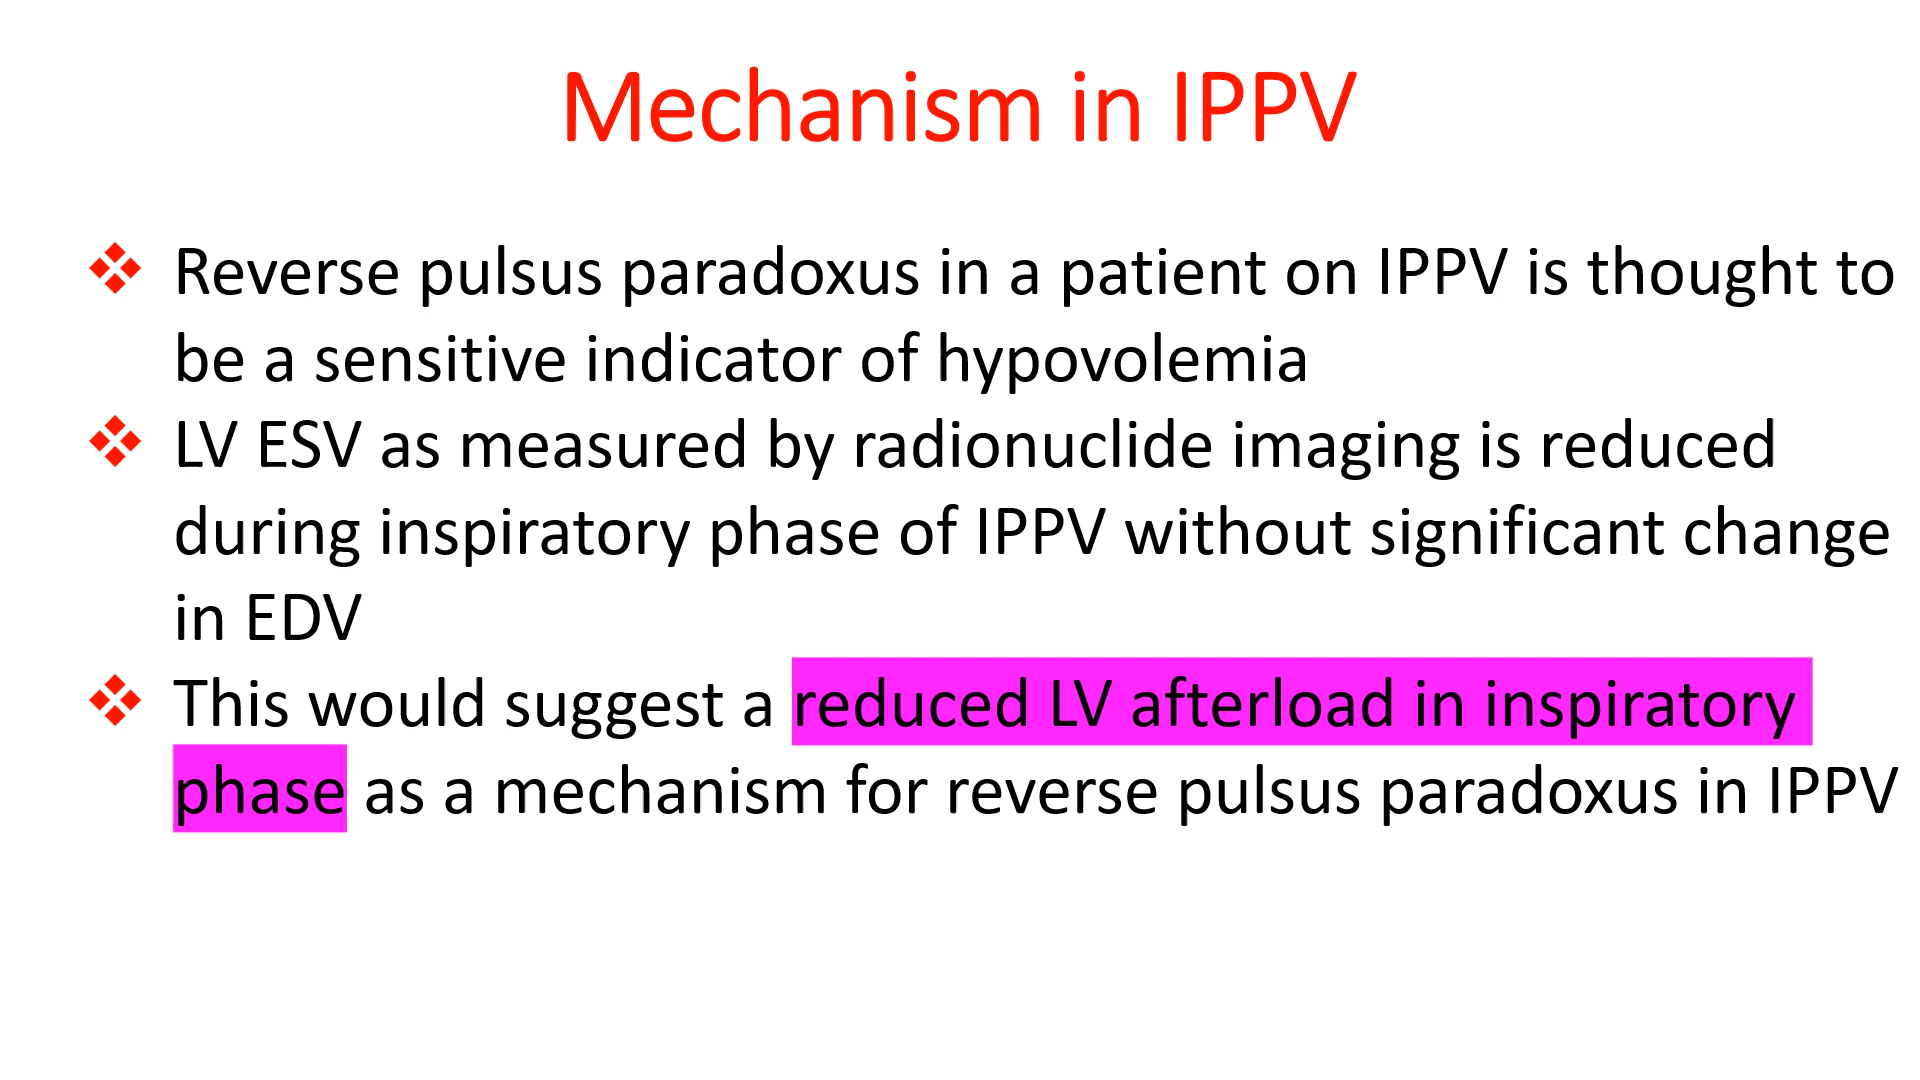 Mechanism in IPPV
❖ Reverse pulsus paradoxus in a patient on IPPV is thought to
be a sensitive indicator of hypovolemia
❖ LV ESV as measured by radionuclide imaging is reduced
during inspiratory phase of IPPV without significant change
in EDV
❖ This would suggest a reduced LV afterload in inspiratory
phase as a mechanism for reverse pulsus paradoxus in IPPV